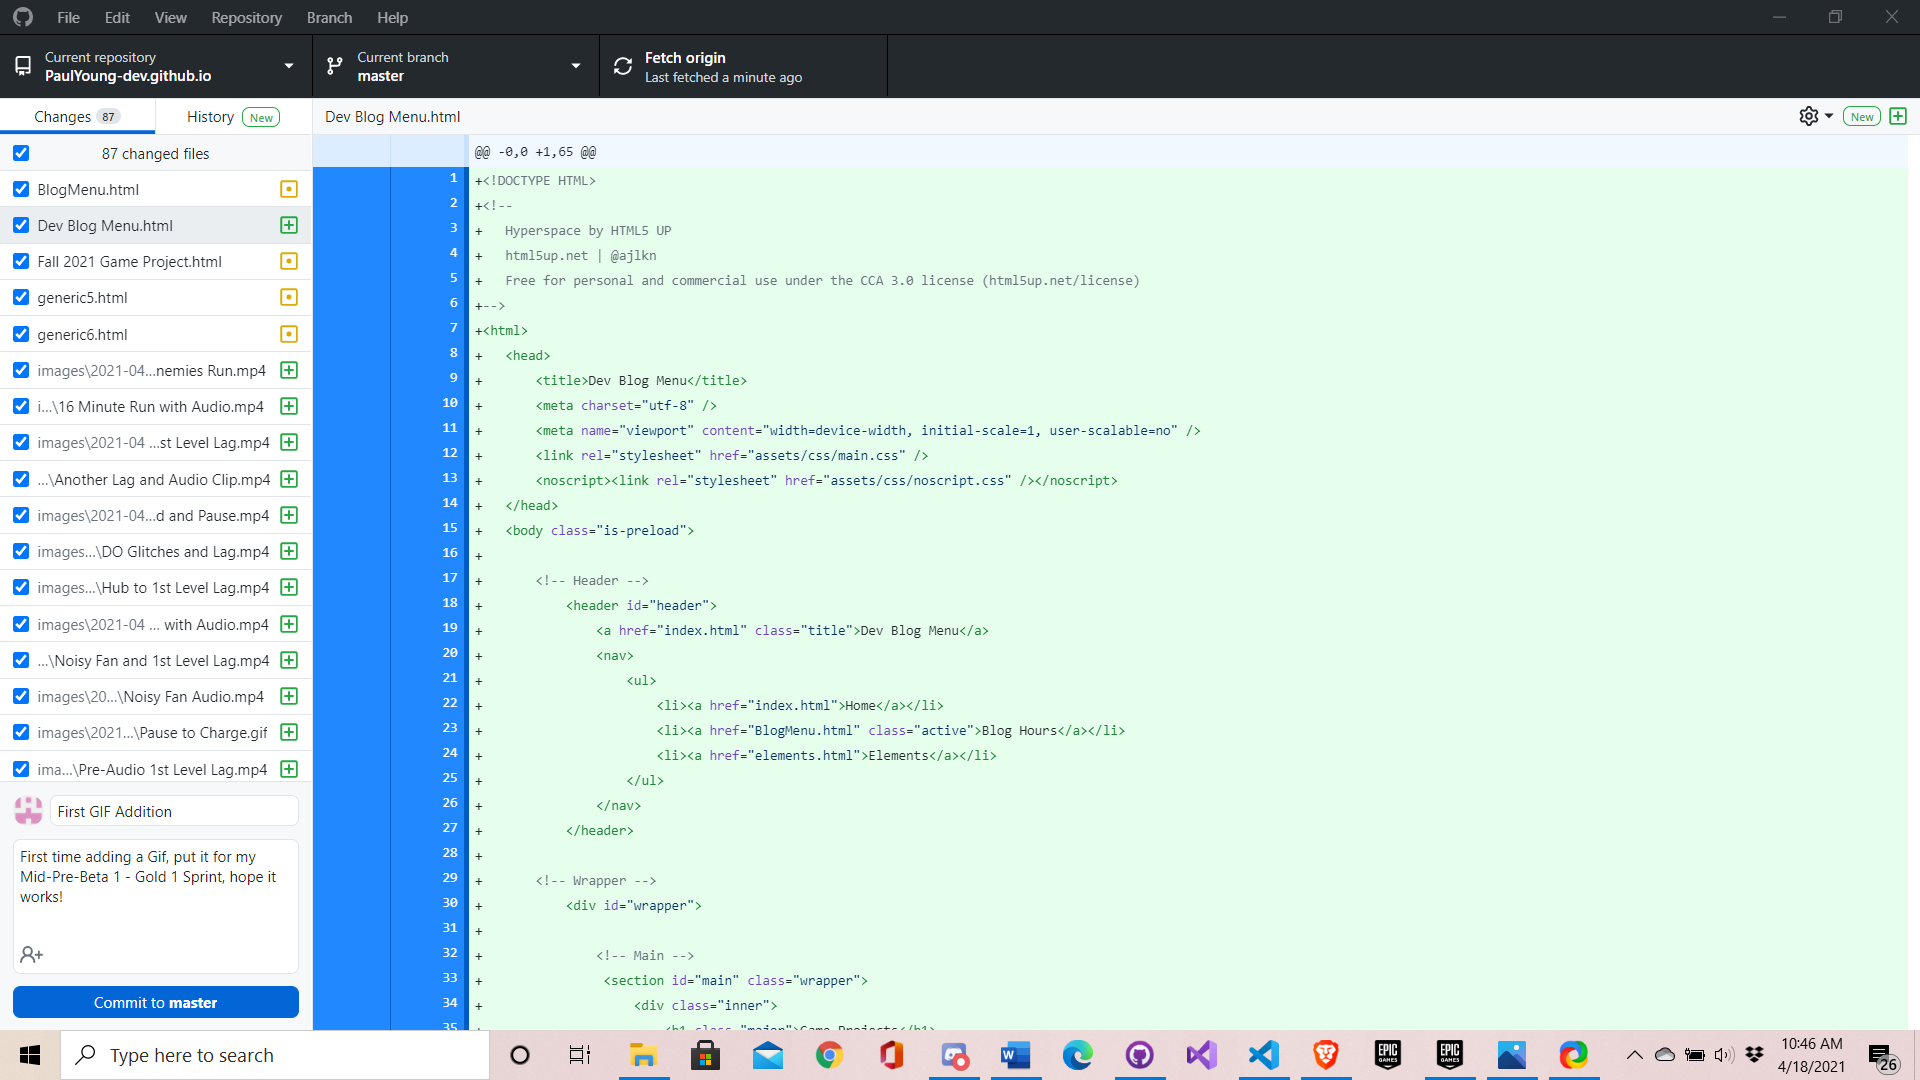 File Edit View Repository Branch Help
Current repository
PaulYoung-dev.github.io
Current branch
master
Fetch origin
Last fetched a minute ago
Changes 87
History New
Dev Blog Menu.html
New
87 changed files
BlogMenu.html
Dev Blog Menu.html
Fall 2021 Game Project.html
generic5.html
generic6.html
images\2021-04...nemies Run.mp4
i...\16 Minute Run with Audio.mp4
images\2021-04 ...st Level Lag.mp4
...\Another Lag and Audio Clip.mp4
images\2021-04...d and Pause.mp4
images...\DO Glitches and Lag.mp4
images...\Hub to 1st Level Lag.mp4
images\2021-04 ... with Audio.mp4
...\Noisy Fan and 1st Level Lag.mp4
images\20...\Noisy Fan Audio.mp4
images\2021...\Pause to Charge.gif
ima...\Pre-Audio 1st Level Lag.mp4
First GIF Addition
First time adding a Gif, put it for my
Mid-Pre-Beta 1 - Gold 1 Sprint, hope it
works!
Commit to master
@@ -0,0 +1,65 @@
1 +<!DOCTYPE HTML>
2 +<!--
3 + Hyperspace by HTML5 UP
4 + html5up.net | @ajlkn
5 + Free for personal and commercial use under the CCA 3.0 license (html5up.net/license)
6 +-->
7 +<html>
8 + <head>
9 + <title>Dev Blog Menu</title>
10 + <meta charset="utf-8" />
11 + <meta name="viewport" content="width=device-width, initial-scale=1, user-scalable=no" />
12 + <link rel="stylesheet" href="assets/css/main.css" />
13 + <noscript><link rel="stylesheet" href="assets/css/noscript.css" /></noscript>
14 + </head>
15 + <body class="is-preload">
16 +
17 + <!-- Header -->
18 + <header id="header">
19 + <a href="index.html" class="title">Dev Blog Menu</a>
20 + <nav>
21 + <ul>
22 + <li><a href="index.html">Home</a></li>
23 + <li><a href="BlogMenu.html" class="active">Blog Hours</a></li>
24 + <li><a href="elements.html">Elements</a></li>
25 + </ul>
26 + </nav>
27 + </header>
28 +
29 + <!-- Wrapper -->
30 + <div id="wrapper">
31 +
32 + <!-- Main -->
33 + <section id="main" class="wrapper">
34 + <div class="inner">
35 + <h1 class="major">Game Projects</h1>
Type here to search
W
EPIC GAMES
EPIC GAMES
10:46 AM
4/18/2021
26